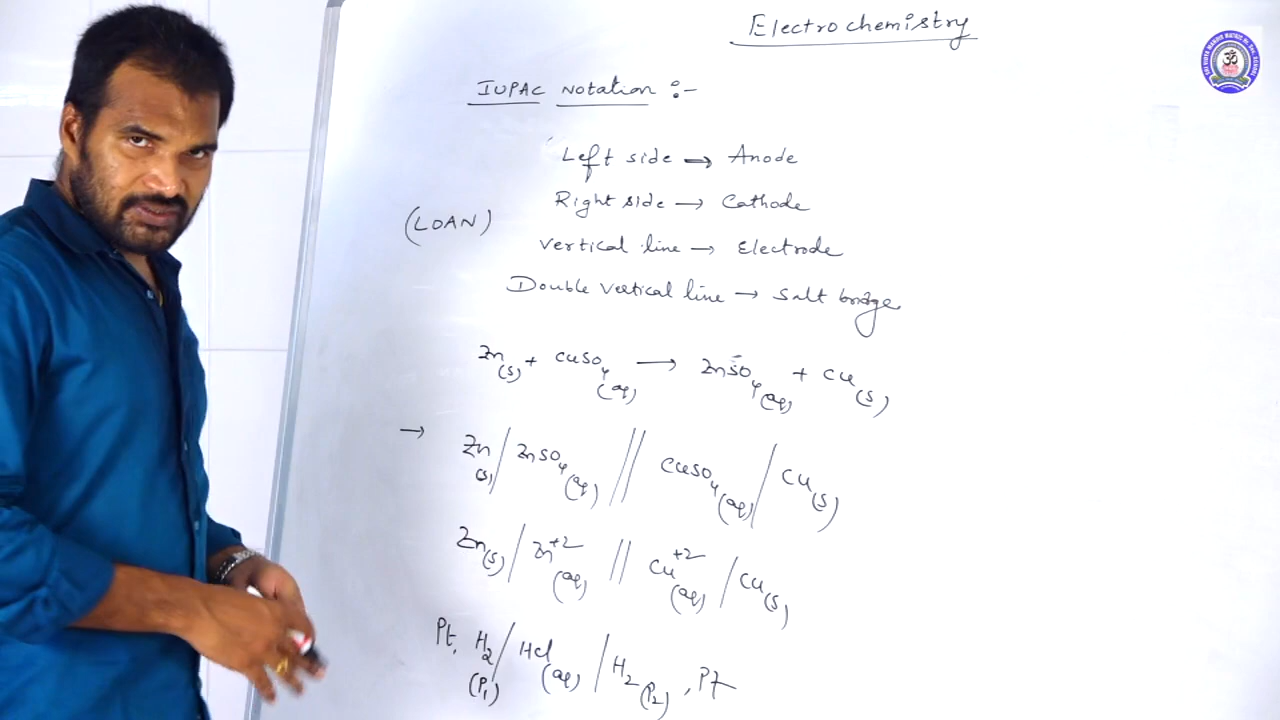 Electrochemistry
IUPAC Notation :-
Left side → Anode
Right side → Cathode
(LOAN)
Vertical line → Electrode
Double vertical line → Salt bridge
Zn(s) + CuSO4(aq) → ZnSO4(aq) + Cu(s)
→ Zn(s) / ZnSO4(aq) // CuSO4(aq) / Cu(s)
Zn(s) / Zn+2(aq) // Cu+2(aq) / Cu(s)
Pt, H2(P1) / HCl(aq) / H2(P2), Pt